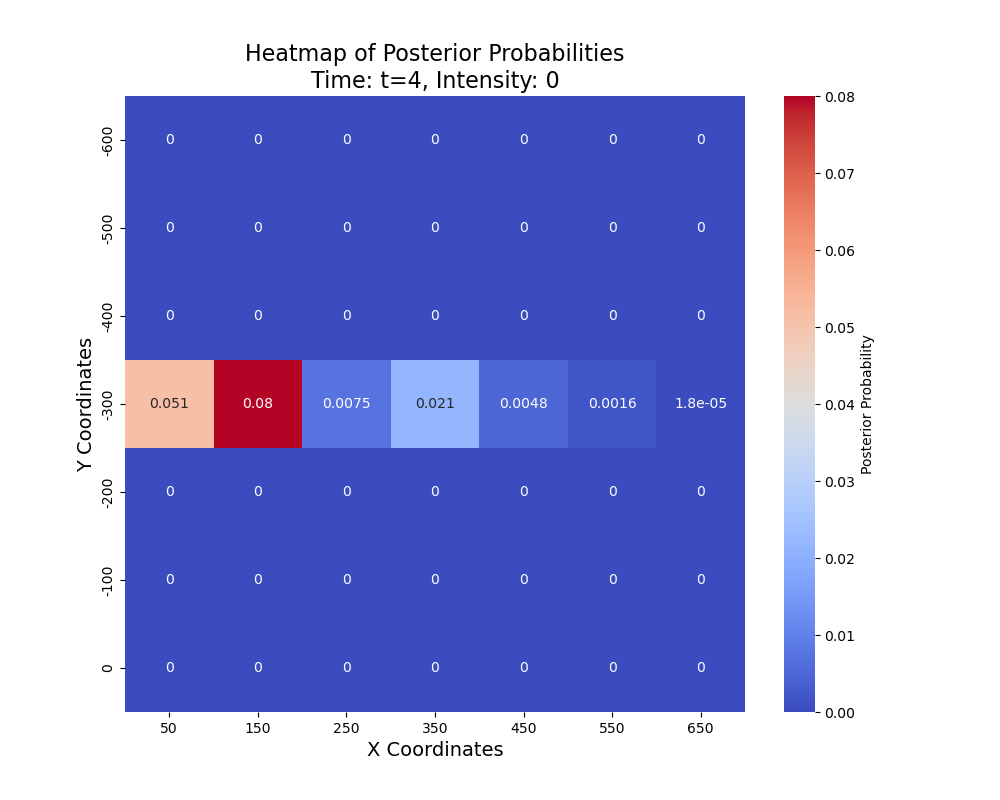 Heatmap of Posterior Probabilities
Time: t=4, Intensity: 0
-600
0 0 0 0 0 0 0
-500
0 0 0 0 0 0 0
-400
0 0 0 0 0 0 0
-300
0.051 0.08 0.0075 0.021 0.0048 0.0016 1.8e-05
-200
0 0 0 0 0 0 0
-100
0 0 0 0 0 0 0
0
0 0 0 0 0 0 0
Y Coordinates
50 150 250 350 450 550 650
X Coordinates
0.08
0.07
0.06
0.05
0.04
0.03
0.02
0.01
0.00
Posterior Probability